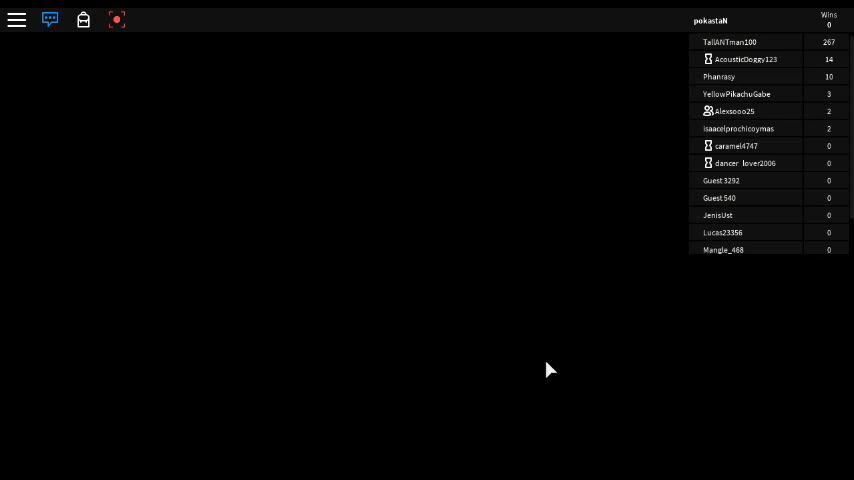 pokastaN Wins
0
TallANTman100 267
AcousticDoggy123 14
Phanrasy 10
YellowPikachuGabe 3
Alexsooo25 2
isaacelprochicoymas 2
caramel4747 0
dancer_lover2006 0
Guest 3292 0
Guest 540 0
JenisUst 0
Lucas23356 0
Mangle_468 0